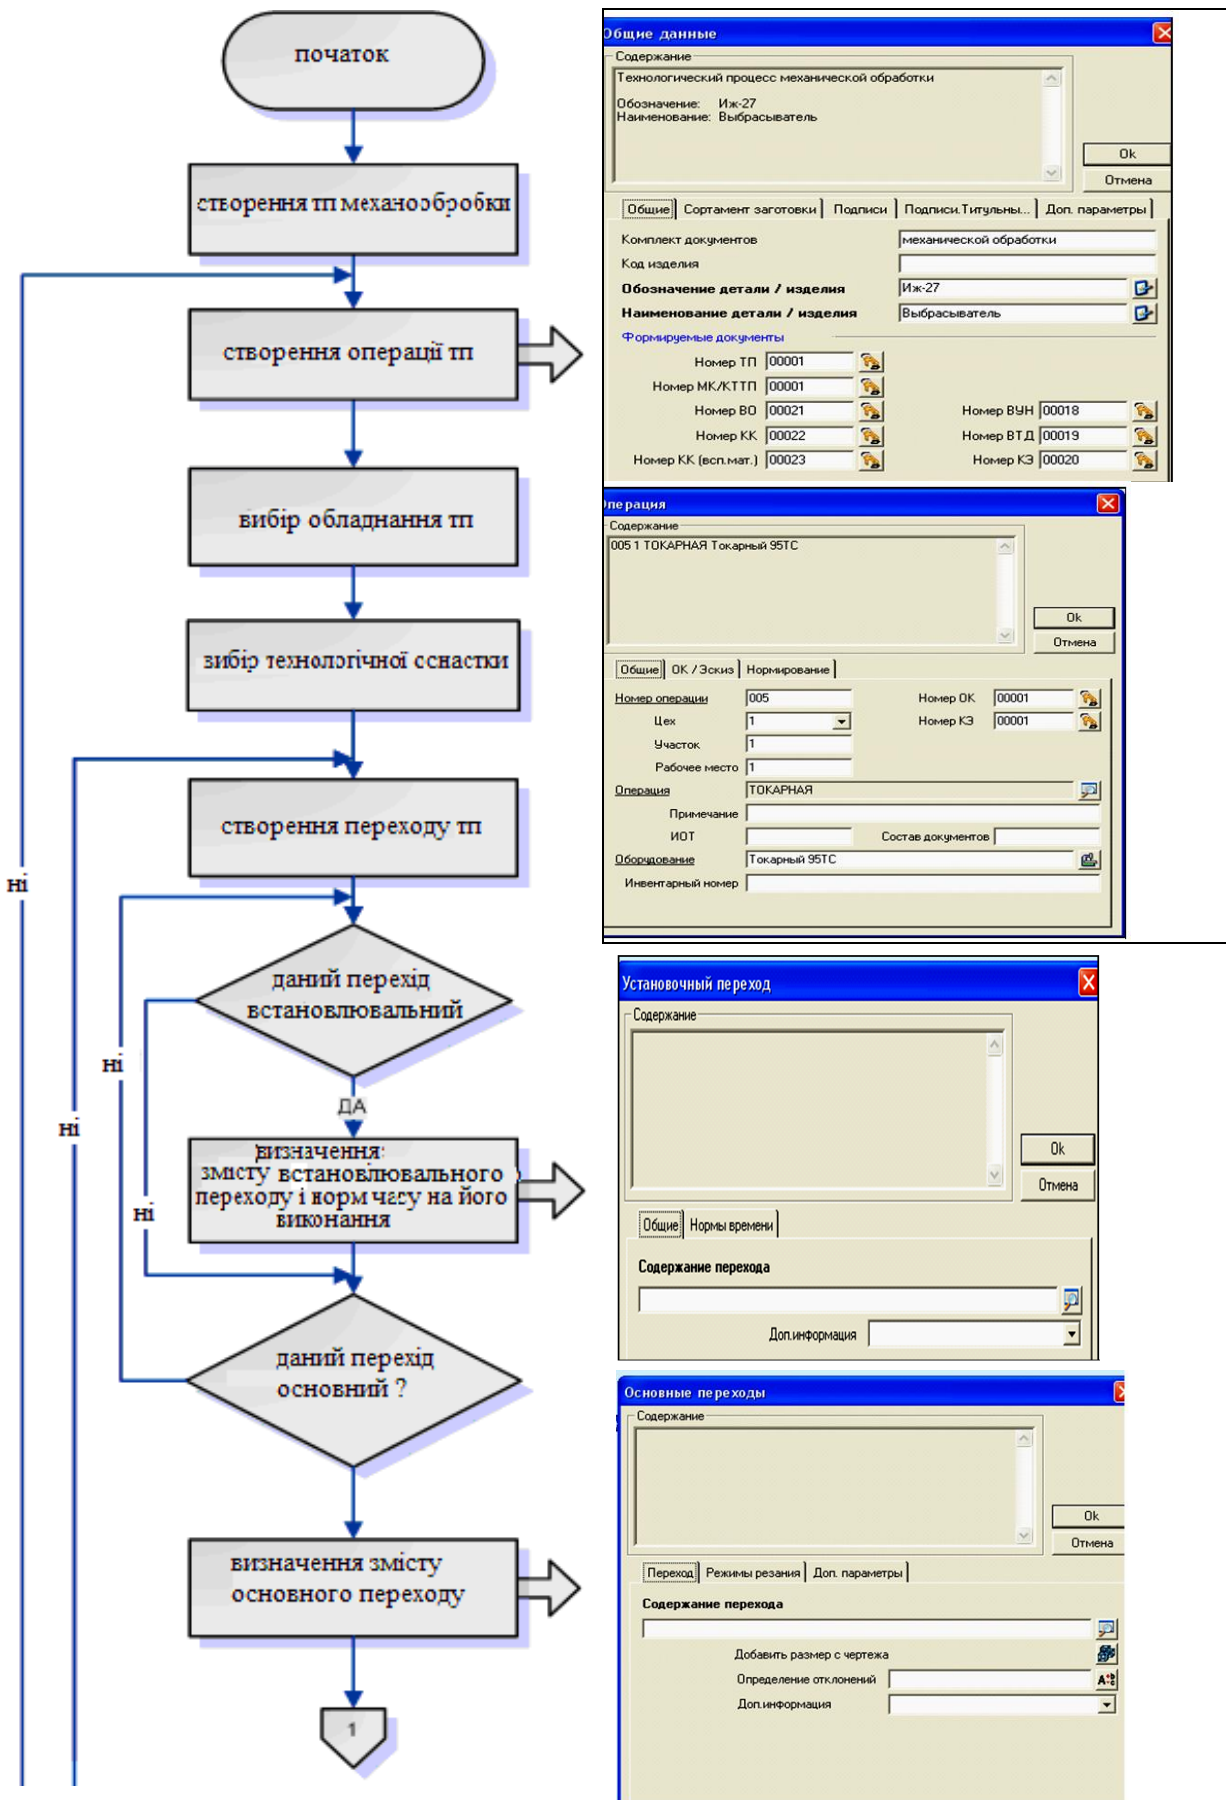 початок
створення тп механообробки
створення операції тп
вибір обладнання тп
вибір технологічної оснастки
створення переходу тп
ні
даний перехід
встановлювальний
ні
ні
ДА
визначення:
змісту встановлювального
переходу і норм часу на його
виконання
ні
даний перехід
основний ?
визначення змісту
основного переходу
1
Общие данные
Содержание
Технологический процесс механической обработки
Обозначение: Иж-27
Наименование: Выбрасыватель
Ok
Отмена
Общие Сортамент заготовки Подписи Подписи.Титульны... Доп. параметры
Комплект документов механической обработки
Код изделия
Обозначение детали / изделия Иж-27
Наименование детали / изделия Выбрасыватель
Формируемые документы
Номер ТП 00001
Номер МК/КТТП 00001
Номер ВО 00021 Номер ВУН 00018
Номер КК 00022 Номер ВТД 00019
Номер КК (всп.мат.) 00023 Номер КЭ 00020
Операция
Содержание
005 1 ТОКАРНАЯ Токарный 95ТС
Ok
Отмена
Общие ОК / Эскиз Нормирование
Номер операции 005 Номер ОК 00001
Цех 1 Номер КЭ 00001
Участок 1
Рабочее место 1
Операция ТОКАРНАЯ
Примечание
ИОТ Состав документов
Оборудование Токарный 95ТС
Инвентарный номер
Установочный переход
Содержание
Ok
Отмена
Общие Нормы времени
Содержание перехода
Доп.информация
Основные переходы
Содержание
Ok
Отмена
Переход Режимы резания Доп. параметры
Содержание перехода
Добавить размер с чертежа
Определение отклонений
Доп.информация